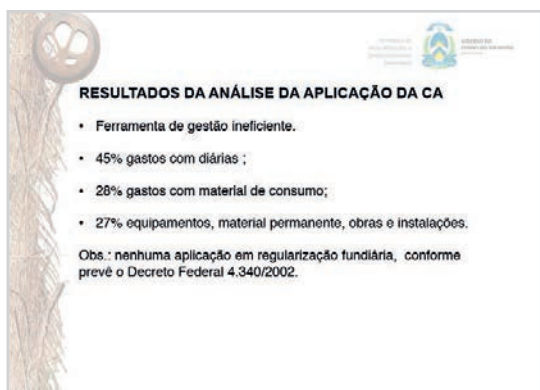 RESULTADOS DA ANÁLISE DA APLICAÇÃO DA CA
• Ferramenta de gestão ineficiente.
• 45% gastos com diárias ;
• 28% gastos com material de consumo;
• 27% equipamentos, material permanente, obras e instalações.
Obs.: nenhuma aplicação em regularização fundiária, conforme
prevê o Decreto Federal 4.340/2002.